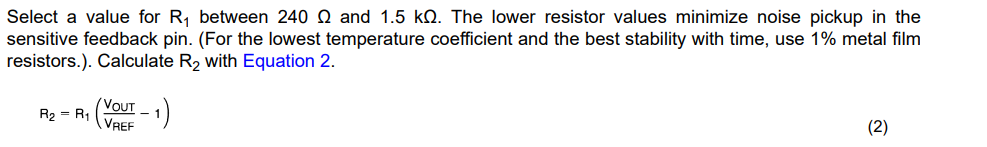 Select a value for R₁ between 240 Ω and 1.5 kΩ. The lower resistor values minimize noise pickup in the
sensitive feedback pin. (For the lowest temperature coefficient and the best stability with time, use 1% metal film
resistors.). Calculate R₂ with Equation 2.
R₂ = R₁ (V_OUT / V_REF − 1)
(2)